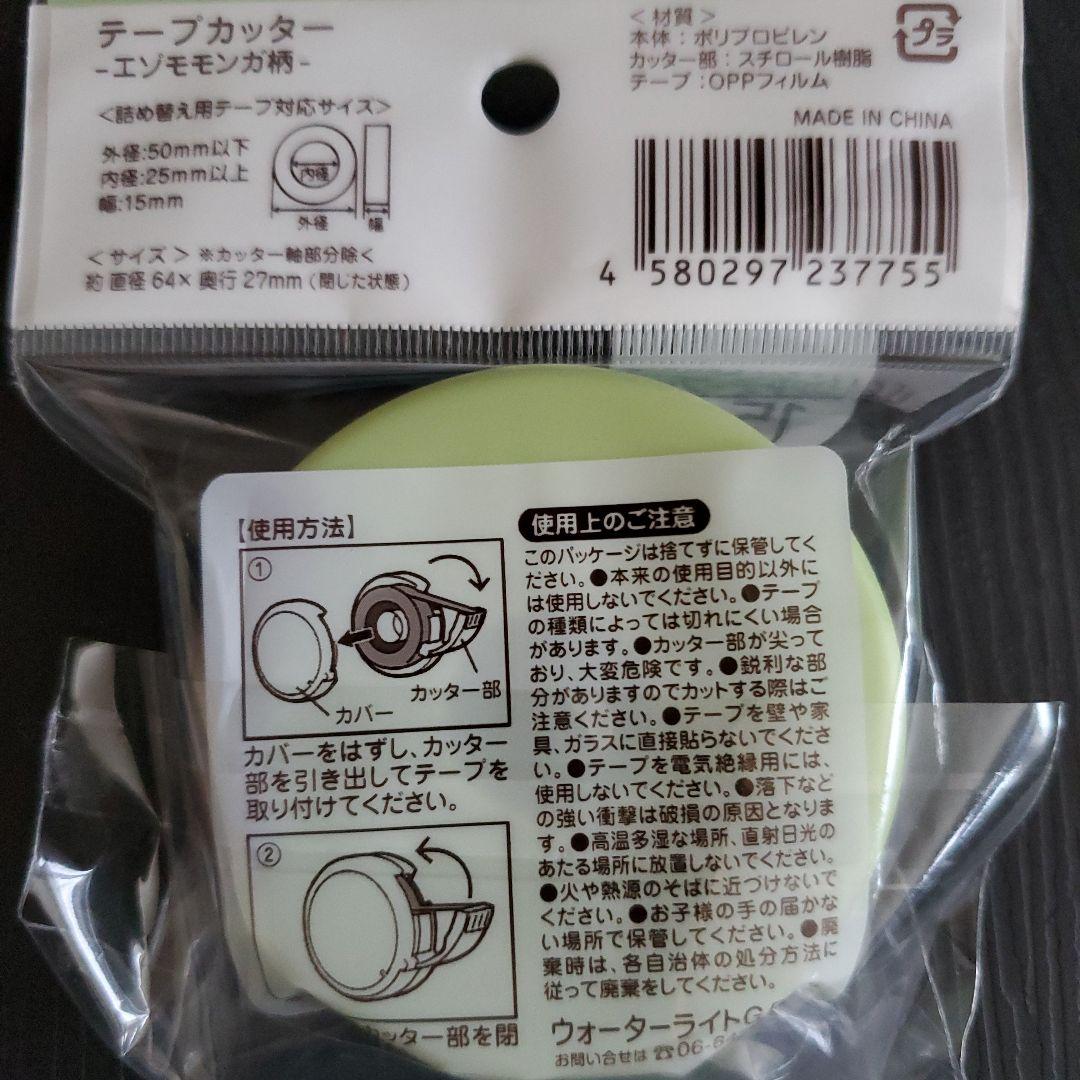 テープカッター
-エゾモモンガ柄-
<詰め替え用テープ対応サイズ>
外径:50mm以下
内径:25mm以上
幅:15mm
内径
外径
幅
<サイズ> ※カッター軸部分除<
約 直径 64× 奥行 27mm (閉じた状態)
<材質>
本体:ポリプロピレン
カッター部:スチロール樹脂
テープ:OPPフィルム
プラ
MADE IN CHINA
4 580297 237755
【使用方法】
①
カッター部
カバー
カバーをはずし、カッター
部を引き出してテープを
取り付けてください。
②
ッター部を閉
使用上のご注意
このパッケージは捨てずに保管してく
ださい。●本来の使用目的以外に
は使用しないでください。●テープ
の種類によっては切れにくい場合
があります。●カッター部が尖って
おり、大変危険です。●鋭利な部
分がありますのでカットする際はご
注意ください。●テープを壁や家
具、ガラスに直接貼らないでくださ
い。●テープを電気絶縁用には、
使用しないでください。●落下など
の強い衝撃は破損の原因となりま
す。●高温多湿な場所、直射日光の
あたる場所に放置しないでください。
●火や熱源のそばに近づけないで
ください。●お子様の手の届かな
い場所で保管してください。●廃
棄時は、各自治体の処分方法に
従って廃棄をしてください。
ウォーターライトG
お問い合せは ☎06-6